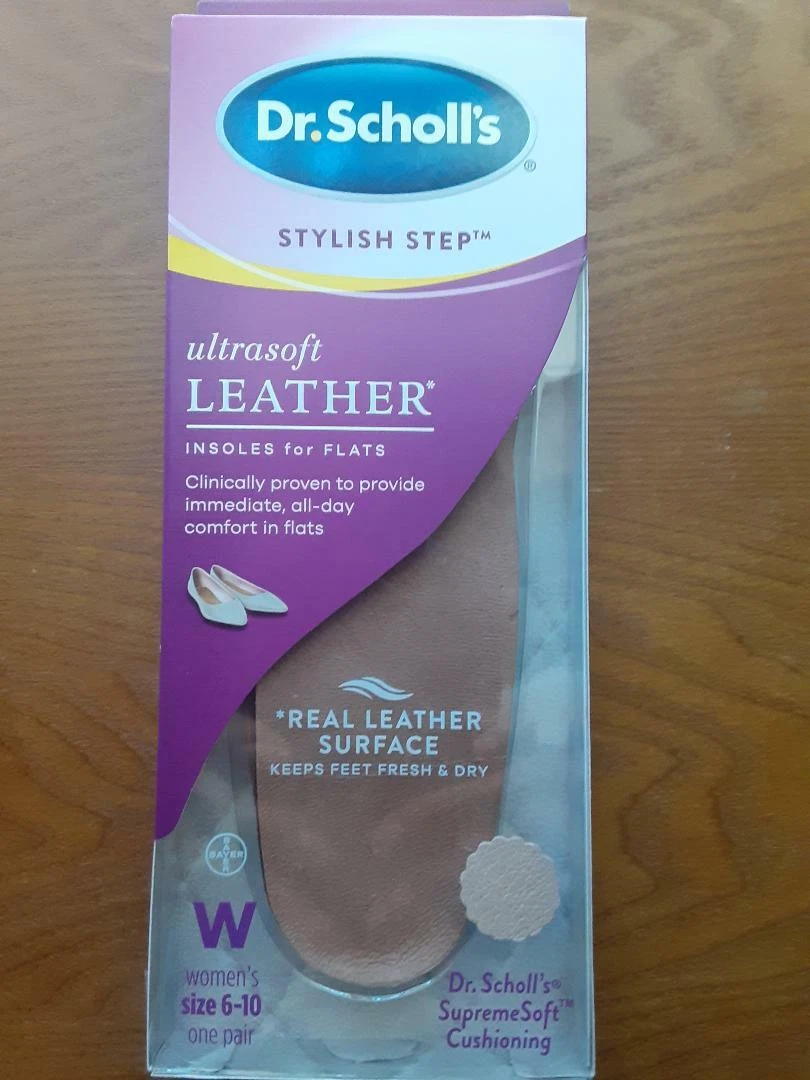 Dr. Scholl's®
STYLISH STEP™
ultrasoft
LEATHER*
INSOLES for FLATS
Clinically proven to provide
immediate, all-day
comfort in flats
*REAL LEATHER
SURFACE
KEEPS FEET FRESH & DRY
BAYER
W
women's
size 6-10
one pair
Dr. Scholl's®
SupremeSoft™
Cushioning